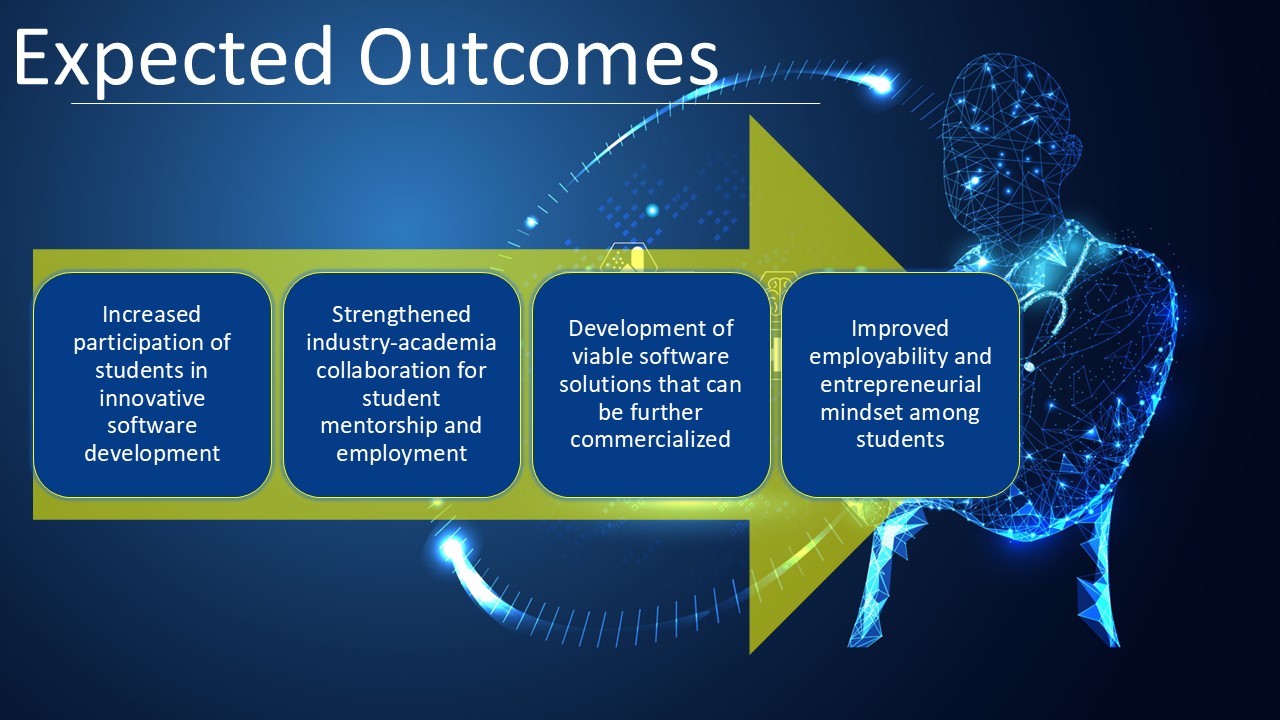 Expected Outcomes
Increased
participation of
students in
innovative
software
development
Strengthened
industry-academia
collaboration for
student
mentorship and
employment
Development of
viable software
solutions that can
be further
commercialized
Improved
employability and
entrepreneurial
mindset among
students